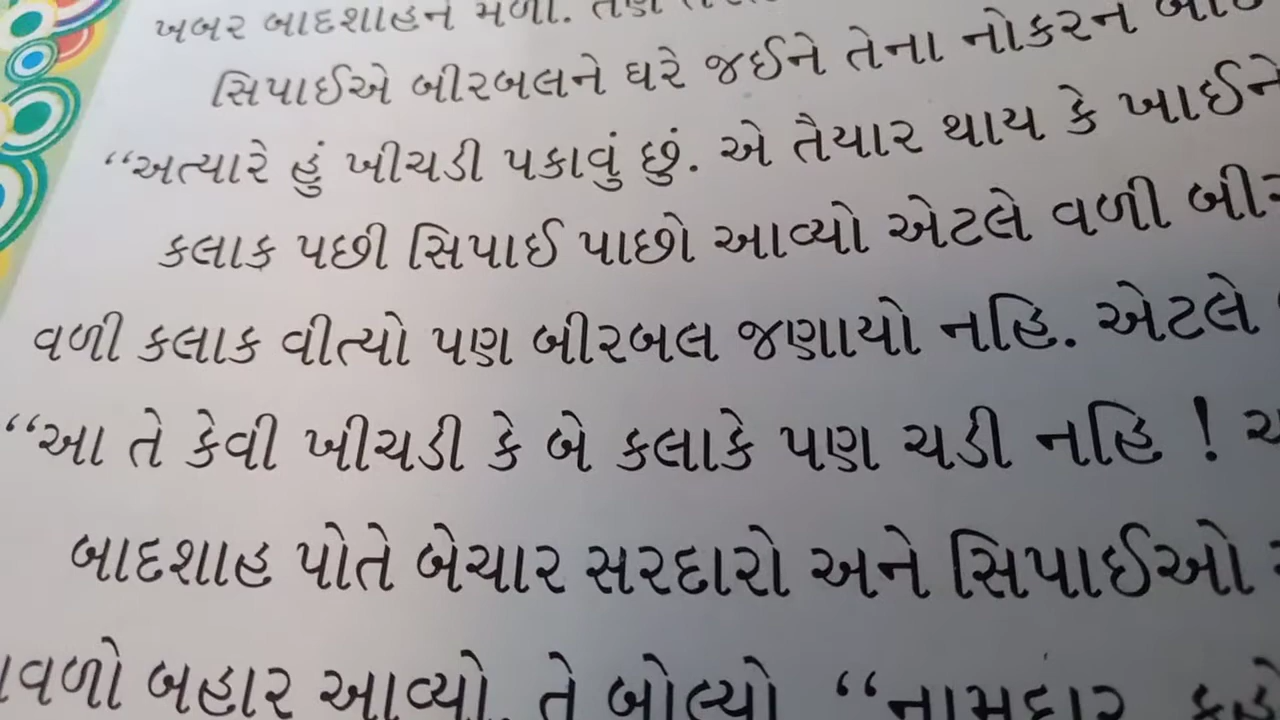 ખબર બાદશાહને મળી. તેણે
સિપાઈએ બીરબલને ઘરે જઈને તેના નોકરને
“અત્યારે હું ખીચડી પકાવું છું. એ તૈયાર થાય કે ખાઈને
કલાક પછી સિપાઈ પાછો આવ્યો એટલે વળી
વળી કલાક વીત્યો પણ બીરબલ જણાયો નહિ. એટલે
“આ તે કેવી ખીચડી કે બે કલાકે પણ ચડી નહિ !
બાદશાહ પોતે બેચાર સરદારો અને સિપાઈઓ
બહાર આવ્યો. તે બોલ્યો “નામદાર